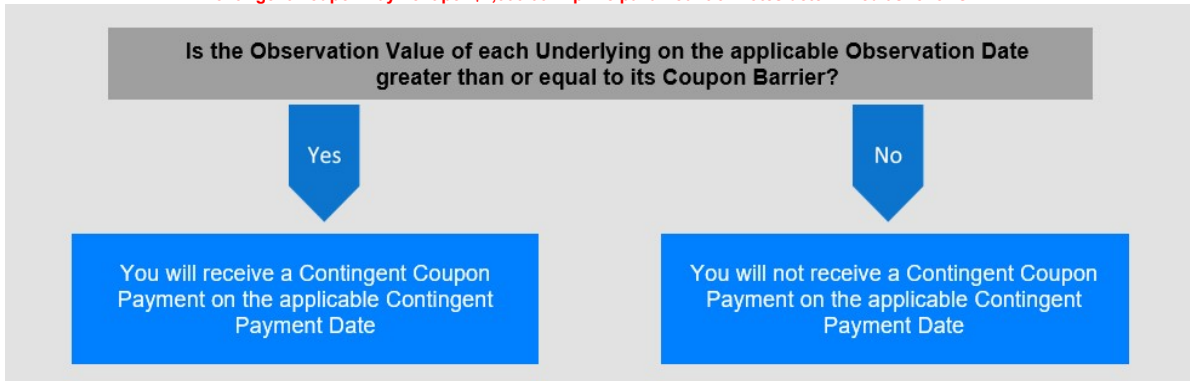 Is the Observation Value of each Underlying on the applicable Observation Date
greater than or equal to its Coupon Barrier?
Yes
No
You will receive a Contingent Coupon
Payment on the applicable Contingent
Payment Date
You will not receive a Contingent Coupon
Payment on the applicable Contingent
Payment Date